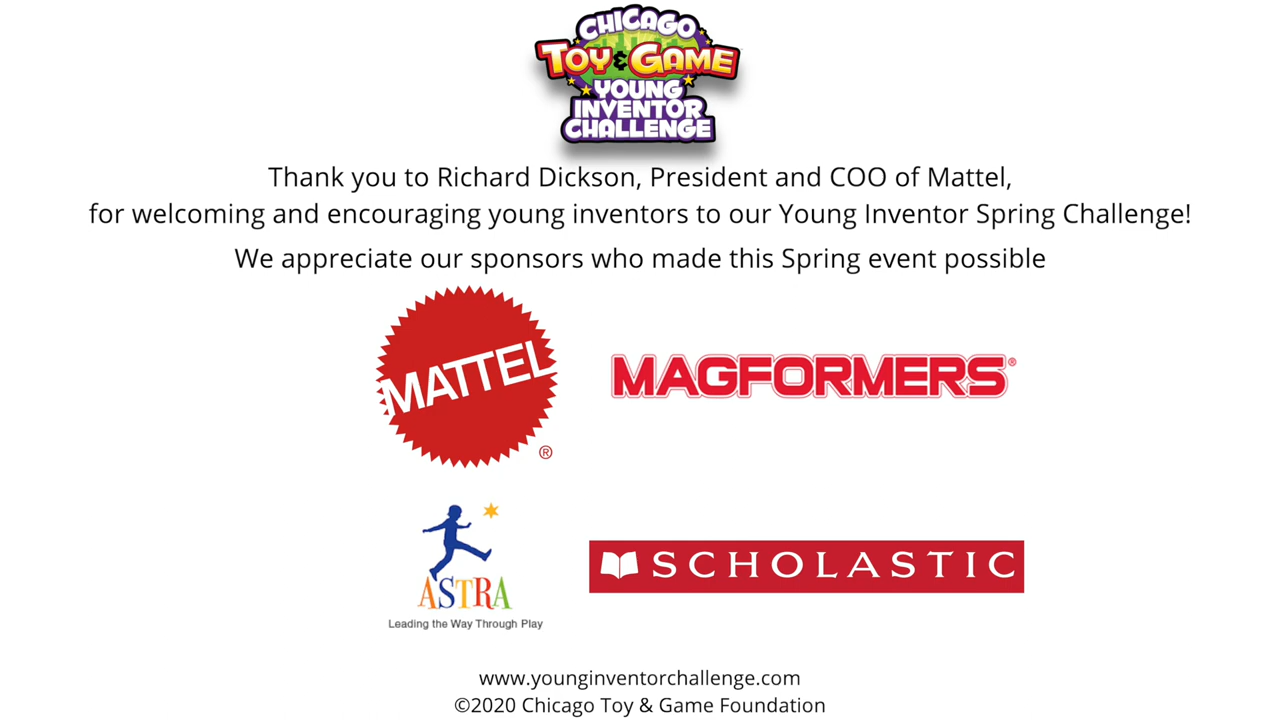 CHICAGO
TOY & GAME
YOUNG
INVENTOR
CHALLENGE
Thank you to Richard Dickson, President and COO of Mattel,
for welcoming and encouraging young inventors to our Young Inventor Spring Challenge!
We appreciate our sponsors who made this Spring event possible
MATTEL ®
MAGFORMERS®
ASTRA
Leading the Way Through Play
SCHOLASTIC
www.younginventorchallenge.com
©2020 Chicago Toy & Game Foundation